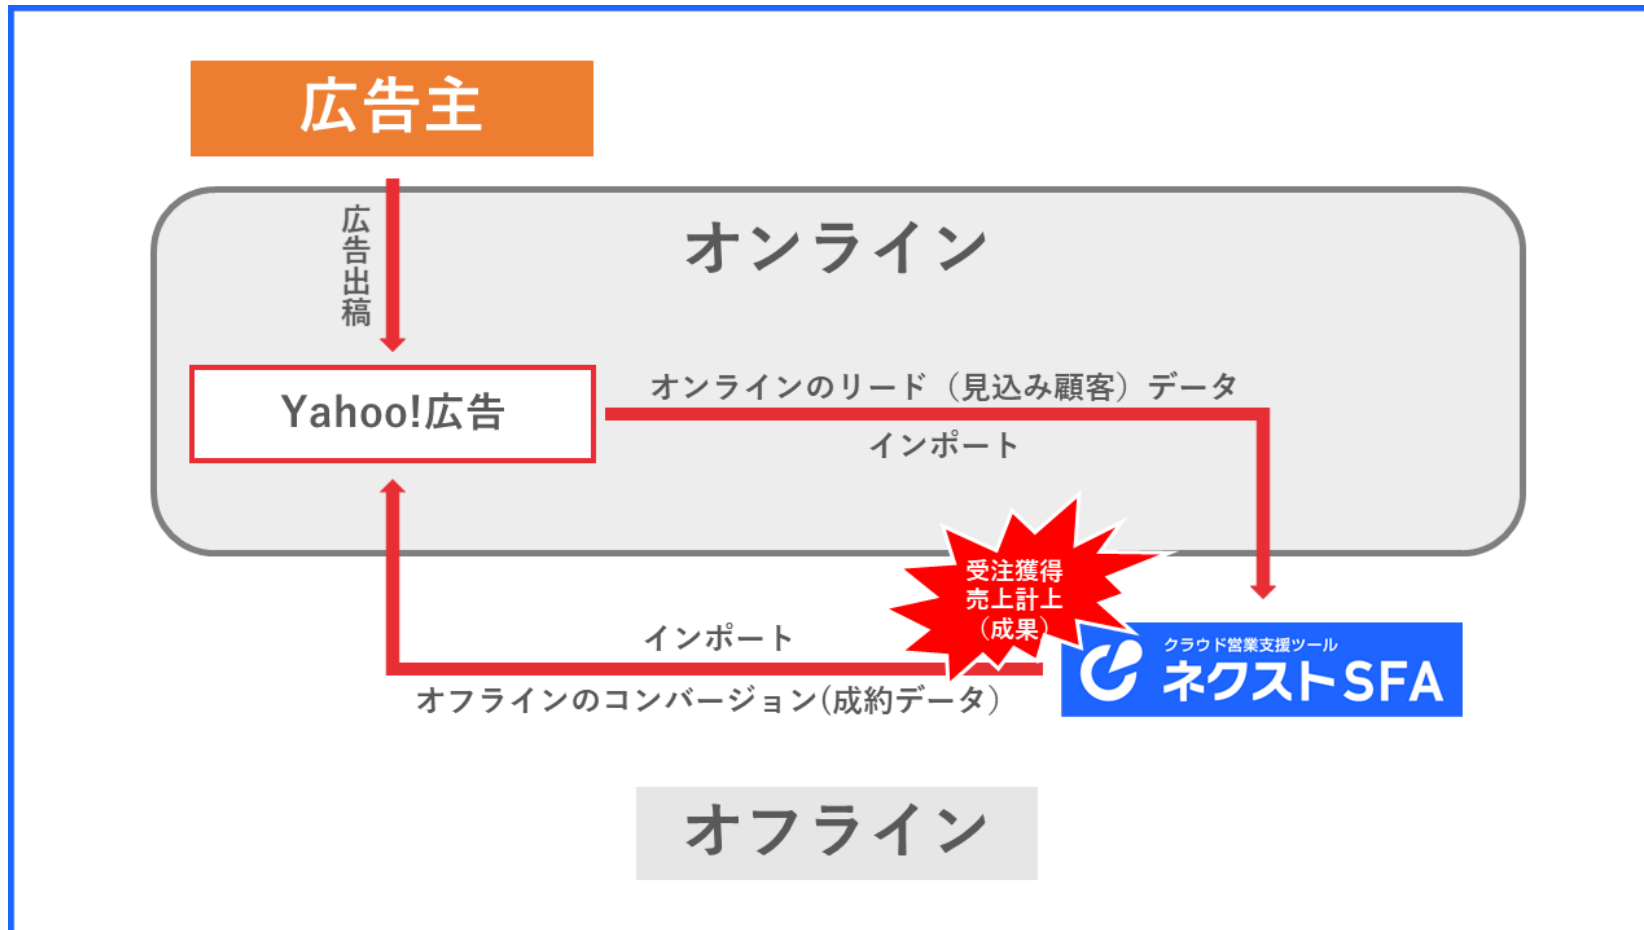 広告主
広告出稿
オンライン
Yahoo!広告
オンラインのリード（見込み顧客）データ
インポート
受注獲得
売上計上
（成果）
インポート
オフラインのコンバージョン(成約データ）
クラウド営業支援ツール
ネクストSFA
オフライン